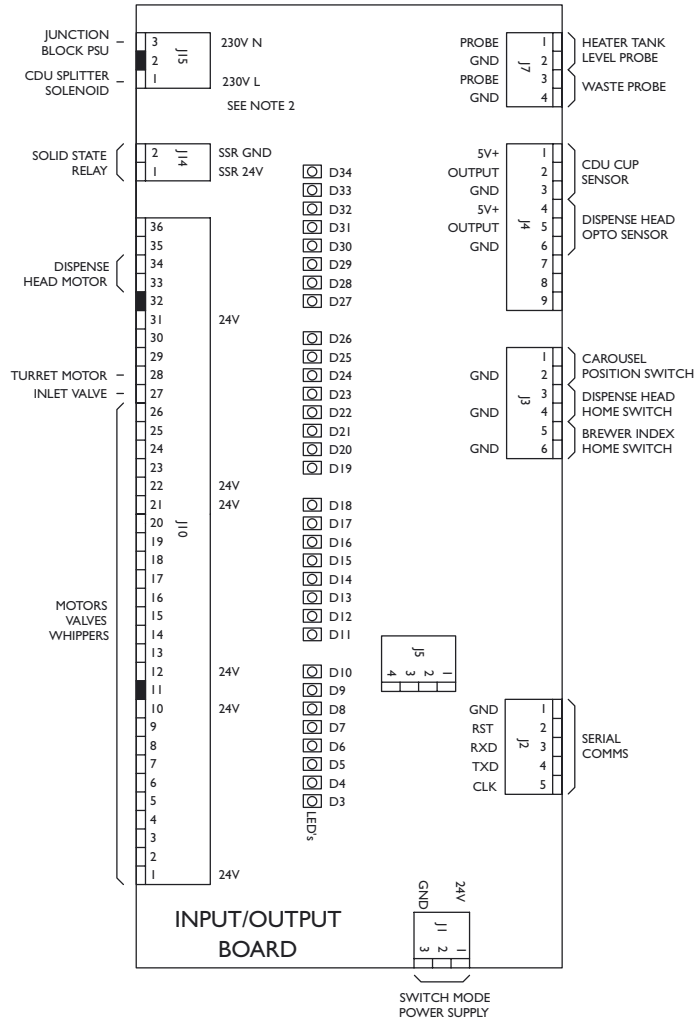 JUNCTION
BLOCK PSU
CDU SPLITTER
SOLENOID
3
2
1
J15
230V N
230V L
SEE NOTE 2
SOLID STATE
RELAY
2
1
J14
SSR GND
SSR 24V
DISPENSE
HEAD MOTOR
TURRET MOTOR
INLET VALVE
MOTORS
VALVES
WHIPPERS
36
35
34
33
32
31 24V
30
29
28
27
26
25
24
23
22 24V
21 24V
20
19
18
17
16
15
14
13
12 24V
11
10 24V
9
8
7
6
5
4
3
2
1 24V
J10
D34
D33
D32
D31
D30
D29
D28
D27
D26
D25
D24
D23
D22
D21
D20
D19
D18
D17
D16
D15
D14
D13
D12
D11
D10
D9
D8
D7
D6
D5
D4
D3
LED's
PROBE 1
GND 2
PROBE 3
GND 4
J7
HEATER TANK
LEVEL PROBE
WASTE PROBE
5V+ 1
OUTPUT 2
GND 3
5V+ 4
OUTPUT 5
GND 6
7
8
9
J4
CDU CUP
SENSOR
DISPENSE HEAD
OPTO SENSOR
1
GND 2
3
GND 4
5
GND 6
J3
CAROUSEL
POSITION SWITCH
DISPENSE HEAD
HOME SWITCH
BREWER INDEX
HOME SWITCH
J5
4 3 2 1
GND 1
RST 2
RXD 3
TXD 4
CLK 5
J2
SERIAL
COMMS
GND 24V
J1
3 2 1
SWITCH MODE
POWER SUPPLY
INPUT/OUTPUT
BOARD